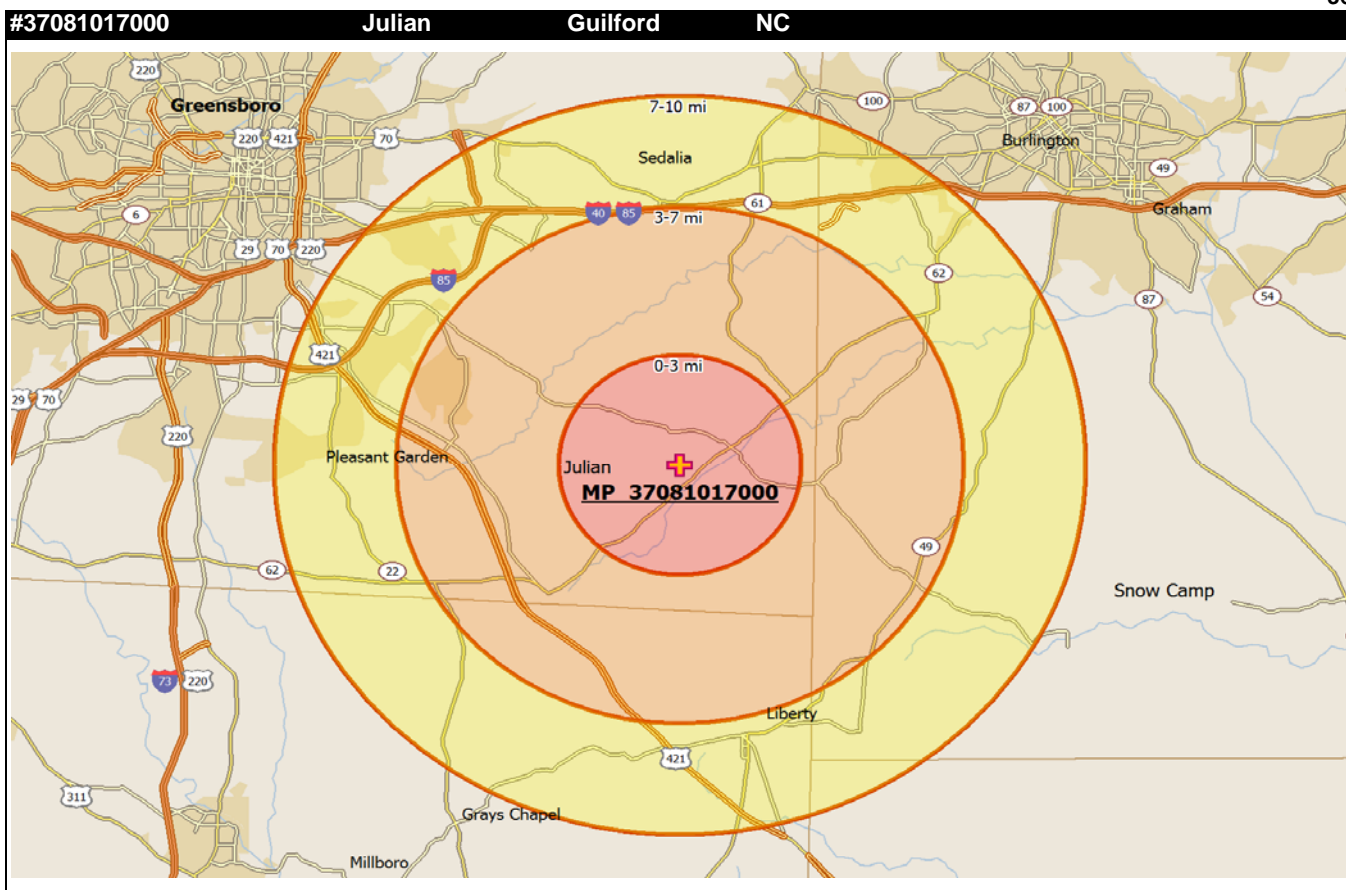 #37081017000 Julian Guilford NC
220
7-10 mi
100
87 100
Greensboro
220 421
70
Burlington
Sedalia
49
6
61
40 85
3-7 mi
Graham
29 70 220
62
85
87
54
421
0-3 mi
29 70
220
Pleasant Garden
Julian
MP 37081017000
49
62
22
Snow Camp
73 220
Liberty
421
311
Grays Chapel
Millboro